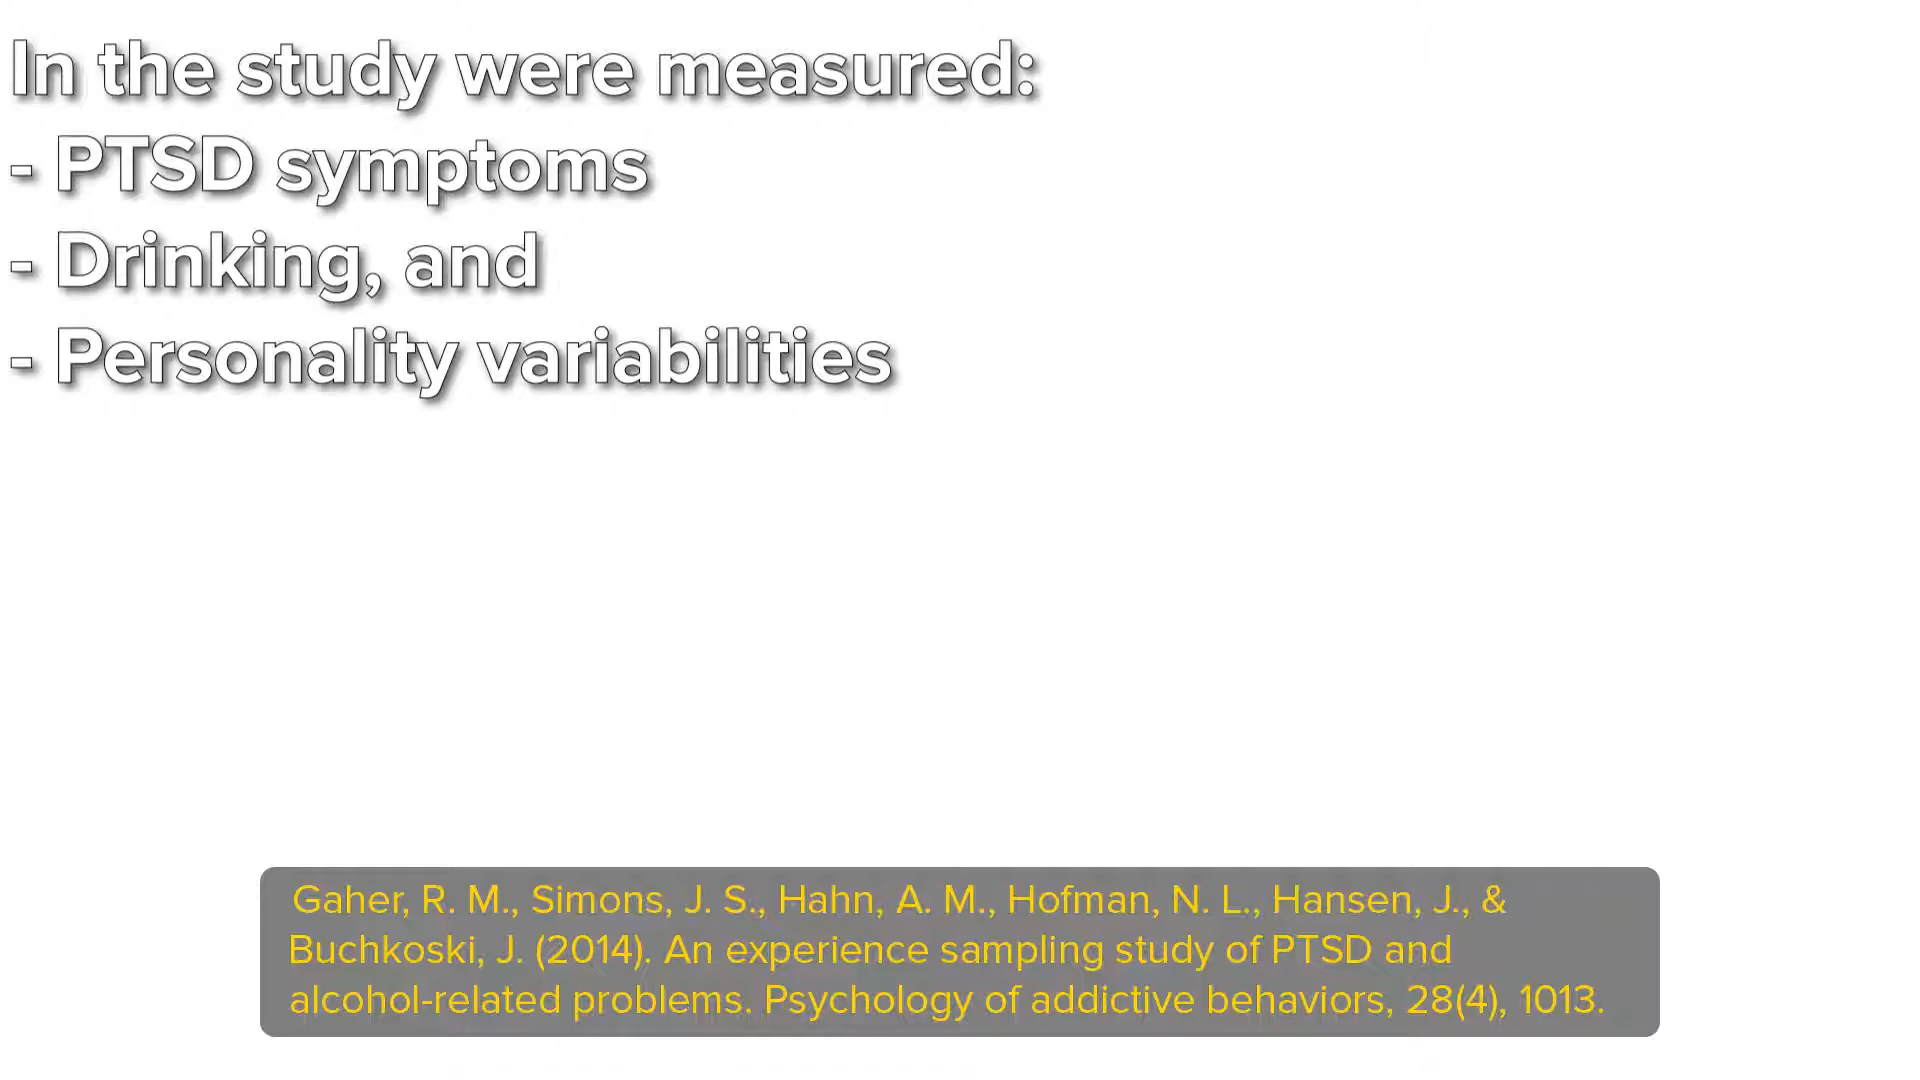 In the study were measured:
- PTSD symptoms
- Drinking, and
- Personality variabilities
Gaher, R. M., Simons, J. S., Hahn, A. M., Hofman, N. L., Hansen, J., &
Buchkoski, J. (2014). An experience sampling study of PTSD and
alcohol-related problems. Psychology of addictive behaviors, 28(4), 1013.